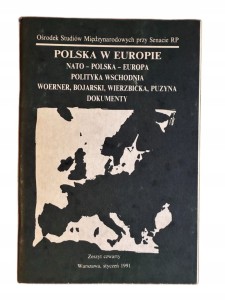 Ośrodek Studiów Międzynarodowych przy Senacie RP
POLSKA W EUROPIE
NATO – POLSKA – EUROPA
POLITYKA WSCHODNIA
WOERNER, BOJARSKI, WIERZBICKA, PUZYNA
DOKUMENTY
Zeszyt czwarty
Warszawa, styczeń 1991